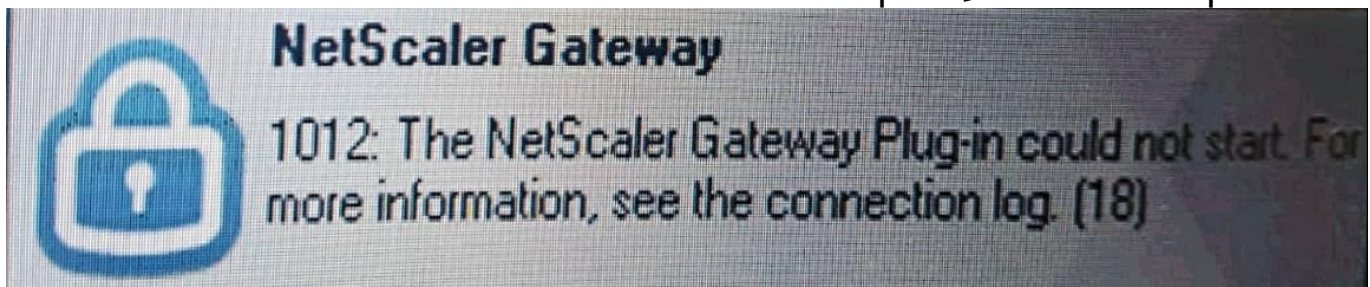 NetScaler Gateway
1012: The NetScaler Gateway Plug-in could not start. For
more information, see the connection log. (18)